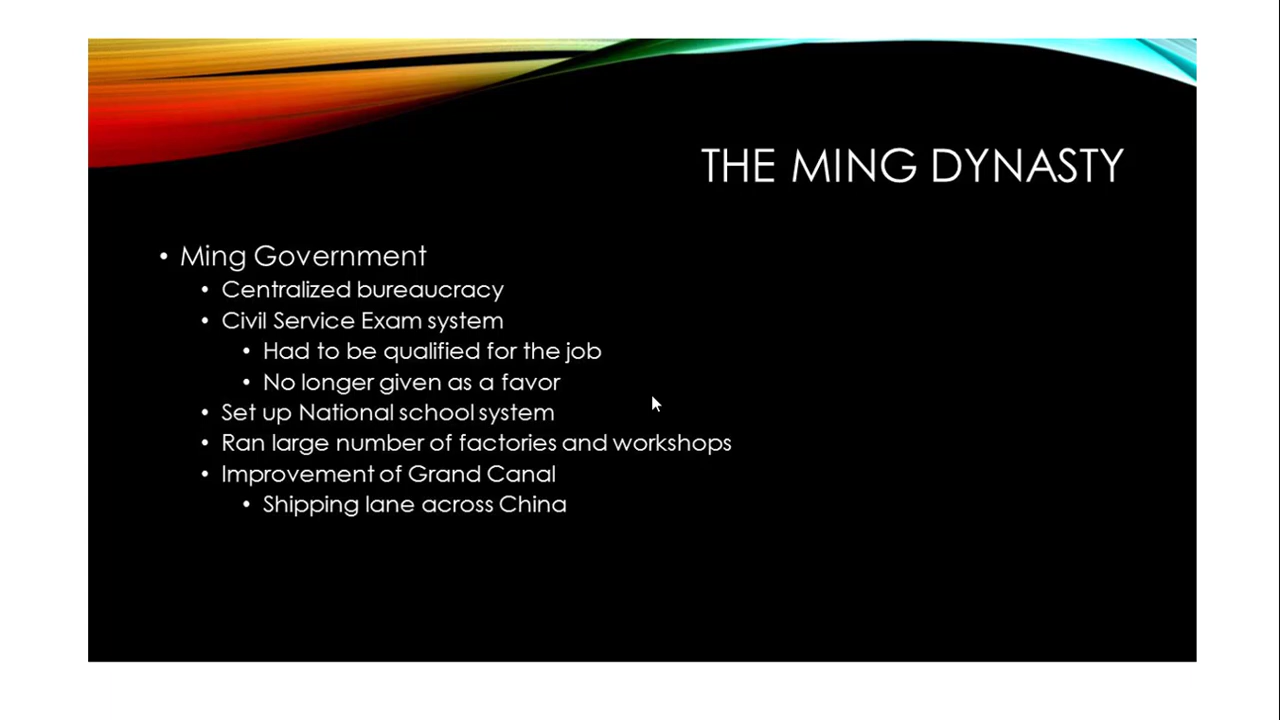 THE MING DYNASTY
• Ming Government
• Centralized bureaucracy
• Civil Service Exam system
• Had to be qualified for the job
• No longer given as a favor
• Set up National school system
• Ran large number of factories and workshops
• Improvement of Grand Canal
• Shipping lane across China